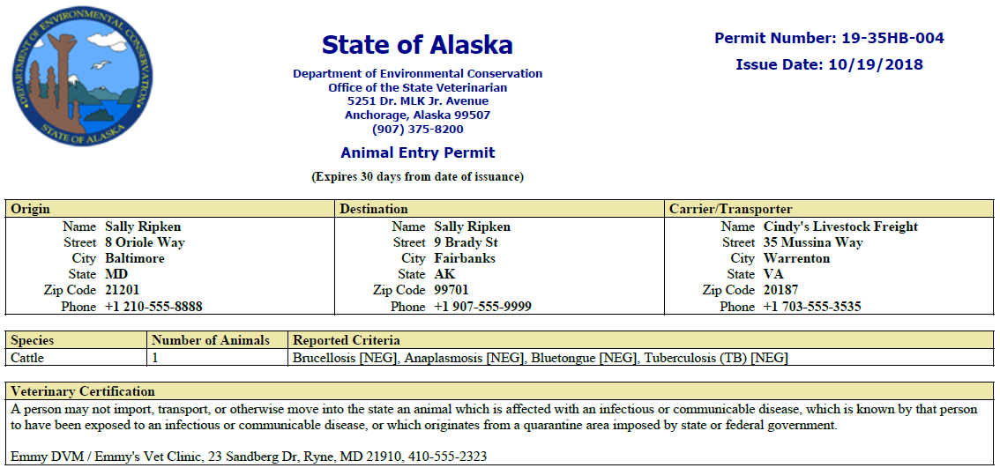 DEPARTMENT OF ENVIRONMENTAL CONSERVATION
STATE OF ALASKA
State of Alaska
Department of Environmental Conservation
Office of the State Veterinarian
5251 Dr. MLK Jr. Avenue
Anchorage, Alaska 99507
(907) 375-8200
Animal Entry Permit
(Expires 30 days from date of issuance)
Permit Number: 19-35HB-004
Issue Date: 10/19/2018
Origin
Name Sally Ripken
Street 8 Oriole Way
City Baltimore
State MD
Zip Code 21201
Phone +1 210-555-8888
Destination
Name Sally Ripken
Street 9 Brady St
City Fairbanks
State AK
Zip Code 99701
Phone +1 907-555-9999
Carrier/Transporter
Name Cindy's Livestock Freight
Street 35 Mussina Way
City Warrenton
State VA
Zip Code 20187
Phone +1 703-555-3535
Species Number of Animals Reported Criteria
Cattle 1 Brucellosis [NEG], Anaplasmosis [NEG], Bluetongue [NEG], Tuberculosis (TB) [NEG]
Veterinary Certification
A person may not import, transport, or otherwise move into the state an animal which is affected with an infectious or communicable disease, which is known by that person
to have been exposed to an infectious or communicable disease, or which originates from a quarantine area imposed by state or federal government.
Emmy DVM / Emmy's Vet Clinic, 23 Sandberg Dr, Ryne, MD 21910, 410-555-2323